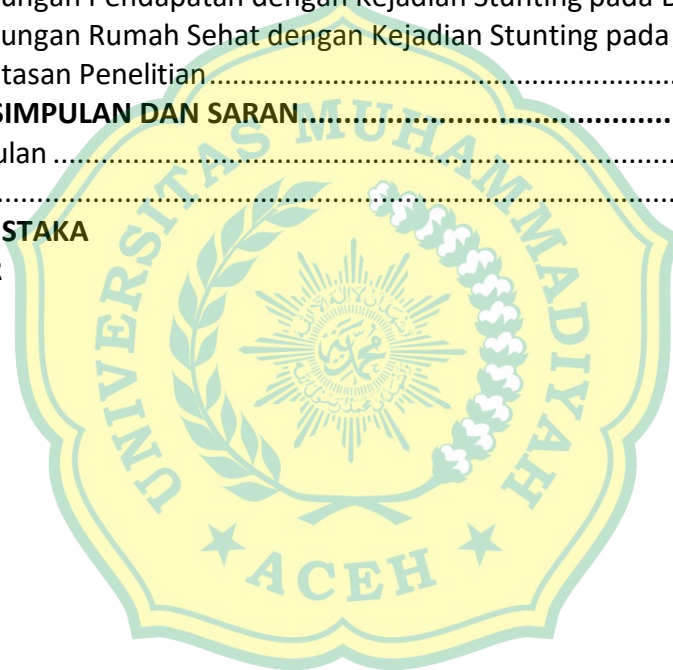 ungan Pendapatan dengan Kejadian Stunting pada B
ungan Rumah Sehat dengan Kejadian Stunting pada
tasan Penelitian................................................................
SIMPULAN DAN SARAN................................................
ulan ................................................................................
................................................................................
STAKA
UNIVERSITAS MUHAMMADIYAH
ACEH